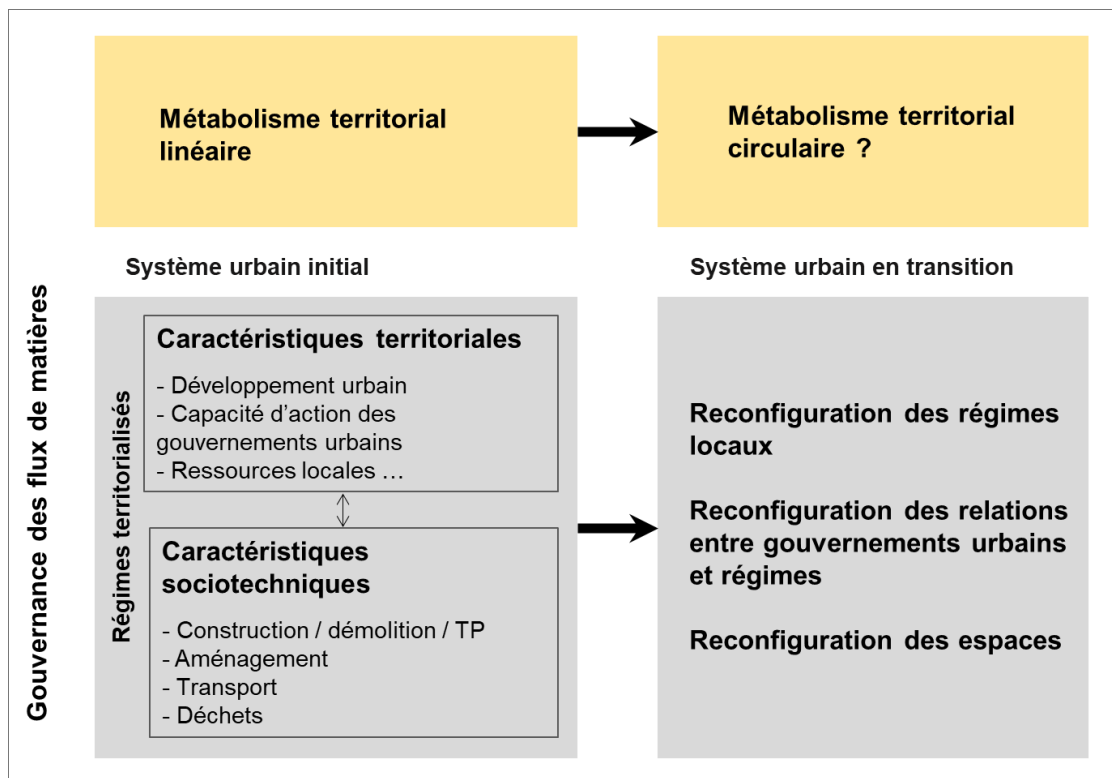 Métabolisme territorial
linéaire
Métabolisme territorial
circulaire ?
Système urbain initial
Système urbain en transition
Gouvernance des flux de matières
Régimes territorialisés
Caractéristiques territoriales
- Développement urbain
- Capacité d'action des
gouvernements urbains
- Ressources locales ...
Caractéristiques
sociotechniques
- Construction / démolition / TP
- Aménagement
- Transport
- Déchets
Reconfiguration des régimes
locaux
Reconfiguration des relations
entre gouvernements urbains
et régimes
Reconfiguration des espaces